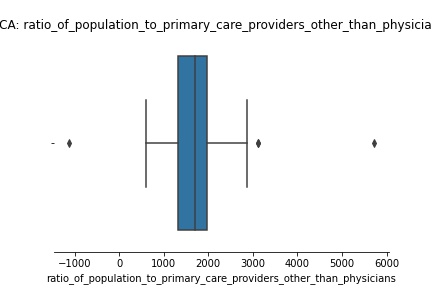 CA: ratio_of_population_to_primary_care_providers_other_than_physicia
-
−1000 0 1000 2000 3000 4000 5000 6000
ratio_of_population_to_primary_care_providers_other_than_physicians